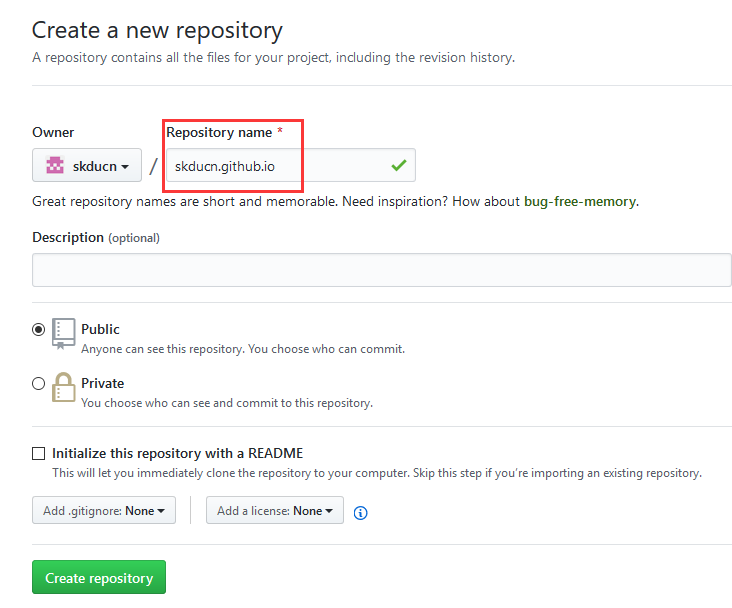 Create a new repository
A repository contains all the files for your project, including the revision history.
Owner
Repository name *
skducn
/
skducn.github.io
Great repository names are short and memorable. Need inspiration? How about bug-free-memory.
Description (optional)
Public
Anyone can see this repository. You choose who can commit.
Private
You choose who can see and commit to this repository.
Initialize this repository with a README
This will let you immediately clone the repository to your computer. Skip this step if you’re importing an existing repository.
Add .gitignore: None
Add a license: None
Create repository